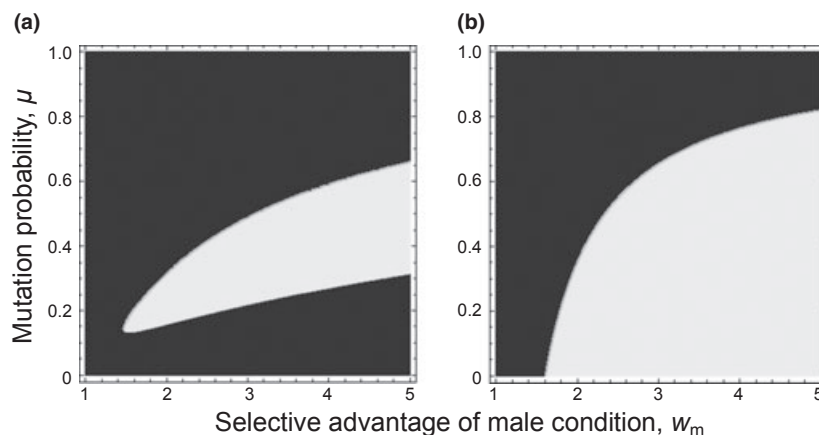 (a)
(b)
Mutation probability, μ
1.0
0.8
0.6
0.4
0.2
0
1 2 3 4 5
1.0
0.8
0.6
0.4
0.2
0
1 2 3 4 5
Selective advantage of male condition, wm